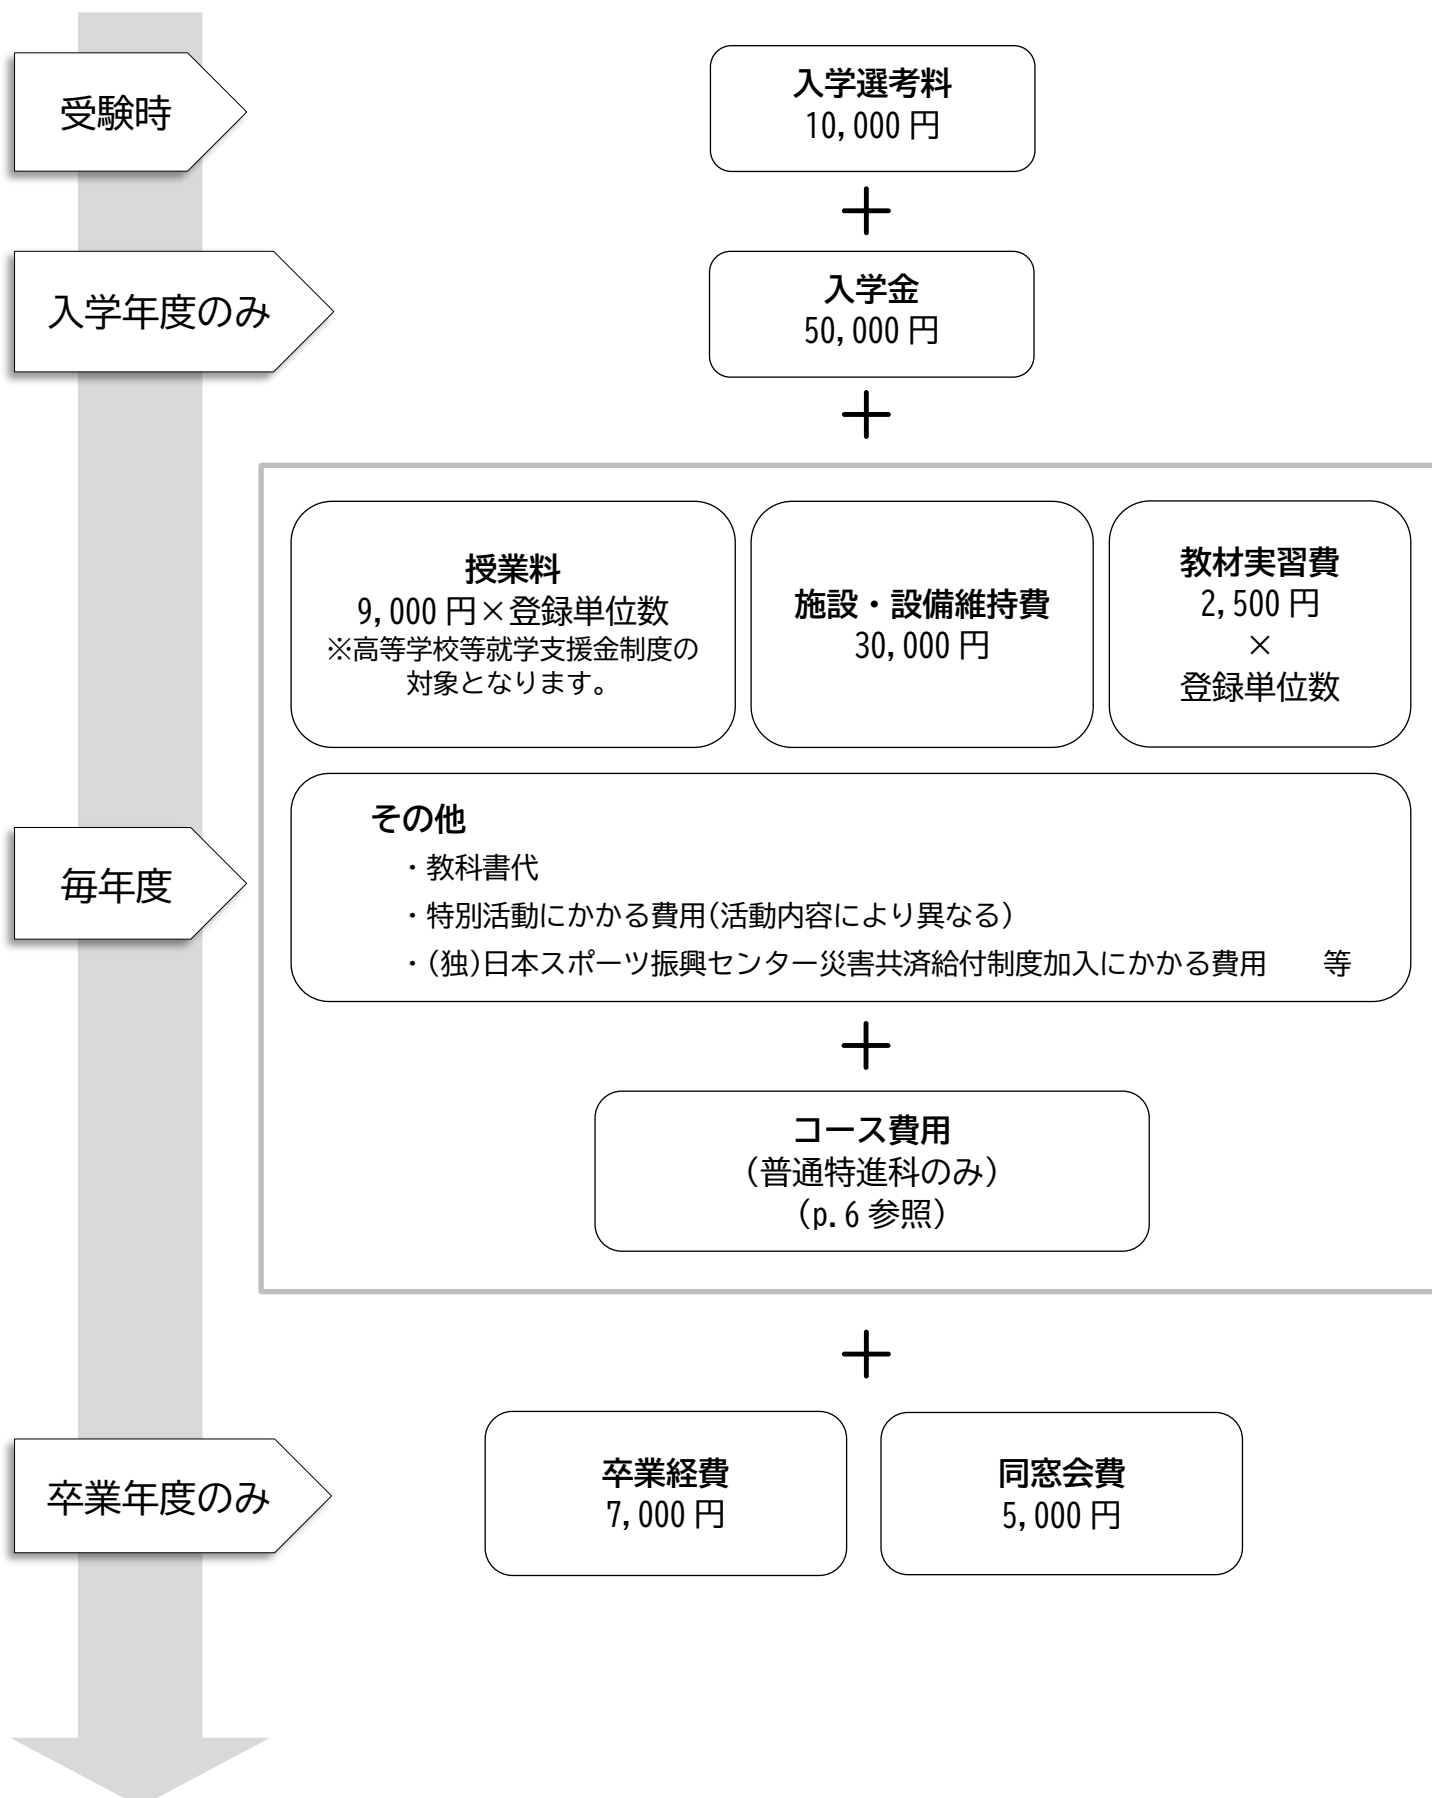 受験時
入学選考料
10,000 円
+
入学年度のみ
入学金
50,000 円
+
授業料
9,000 円×登録単位数
※高等学校等就学支援金制度の
対象となります。
施設・設備維持費
30,000 円
教材実習費
2,500 円
×
登録単位数
毎年度
その他
・教科書代
・特別活動にかかる費用(活動内容により異なる)
・(独)日本スポーツ振興センター災害共済給付制度加入にかかる費用　　等
+
コース費用
(普通特進科のみ)
(p.6 参照)
+
卒業年度のみ
卒業経費
7,000 円
同窓会費
5,000 円